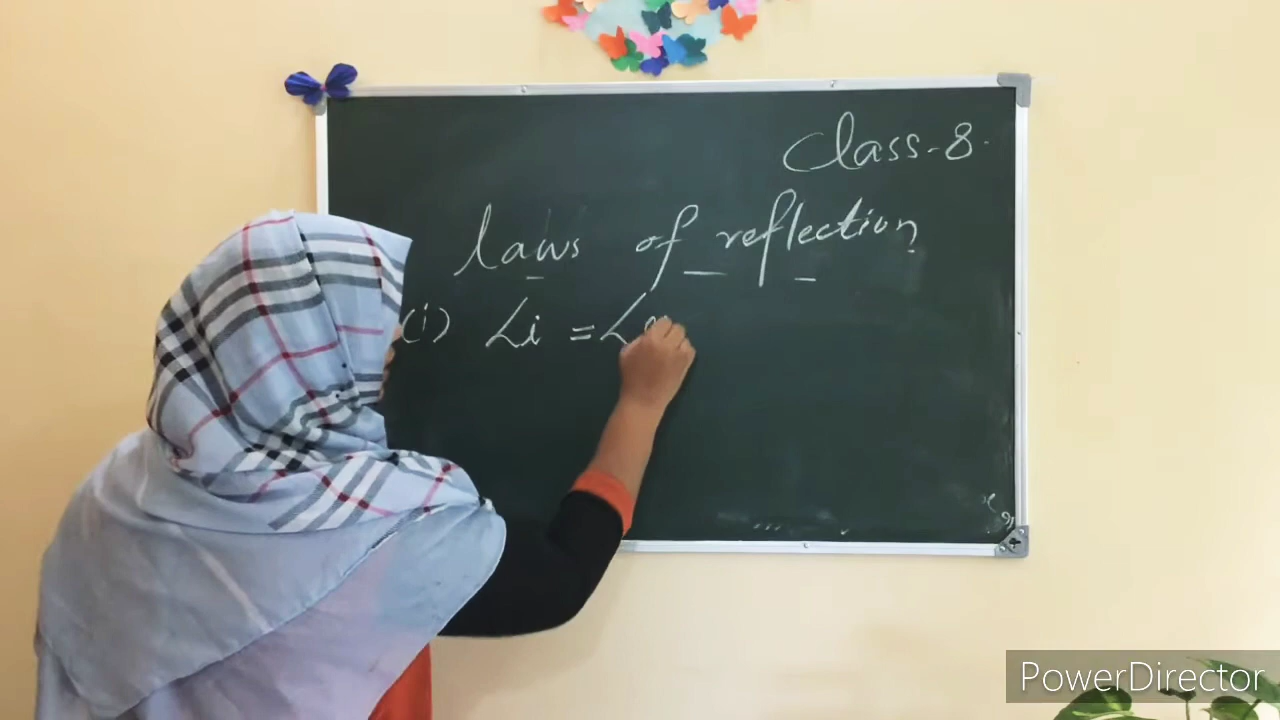 Class-8.
laws of reflection
(i) ∠i = ∠r
PowerDirector